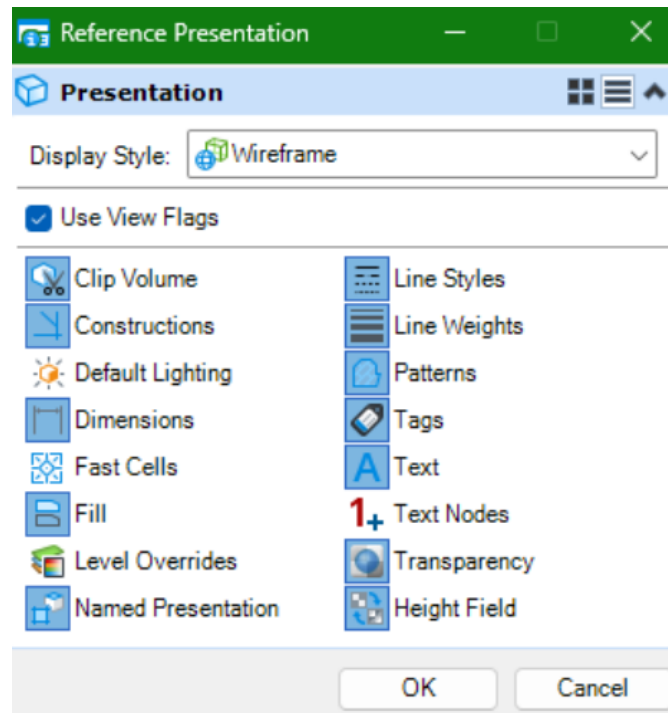 Reference Presentation
Presentation
Display Style: Wireframe
Use View Flags
Clip Volume Line Styles
Constructions Line Weights
Default Lighting Patterns
Dimensions Tags
Fast Cells A Text
Fill 1+ Text Nodes
Level Overrides Transparency
Named Presentation Height Field
OK Cancel